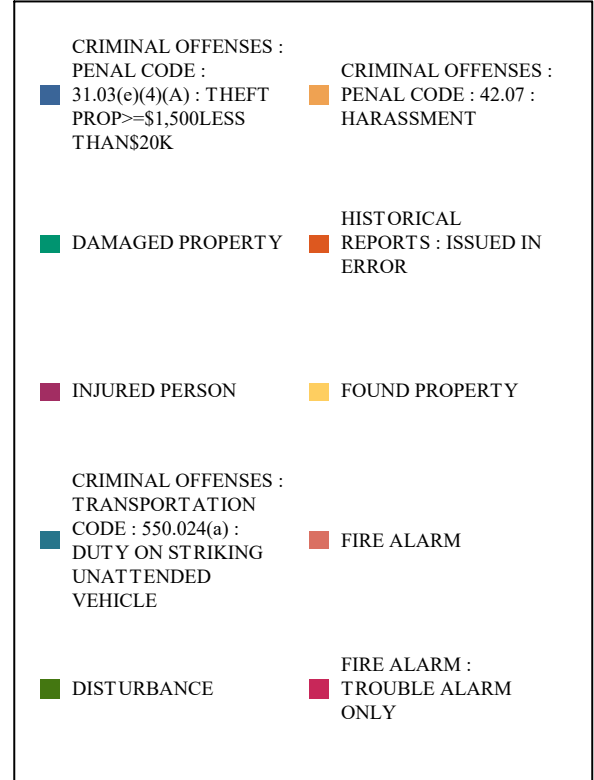 CRIMINAL OFFENSES :
PENAL CODE :
31.03(e)(4)(A) : THEFT
PROP>=$1,500LESS
THAN$20K
CRIMINAL OFFENSES :
PENAL CODE : 42.07 :
HARASSMENT
DAMAGED PROPERTY
HISTORICAL
REPORTS : ISSUED IN
ERROR
INJURED PERSON
FOUND PROPERTY
CRIMINAL OFFENSES :
TRANSPORTATION
CODE : 550.024(a) :
DUTY ON STRIKING
UNATTENDED
VEHICLE
FIRE ALARM
DISTURBANCE
FIRE ALARM :
TROUBLE ALARM
ONLY